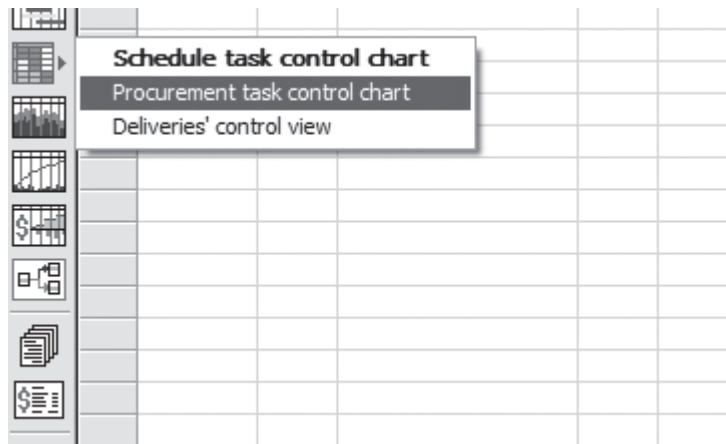 Schedule task control chart
Procurement task control chart
Deliveries' control view
$
$